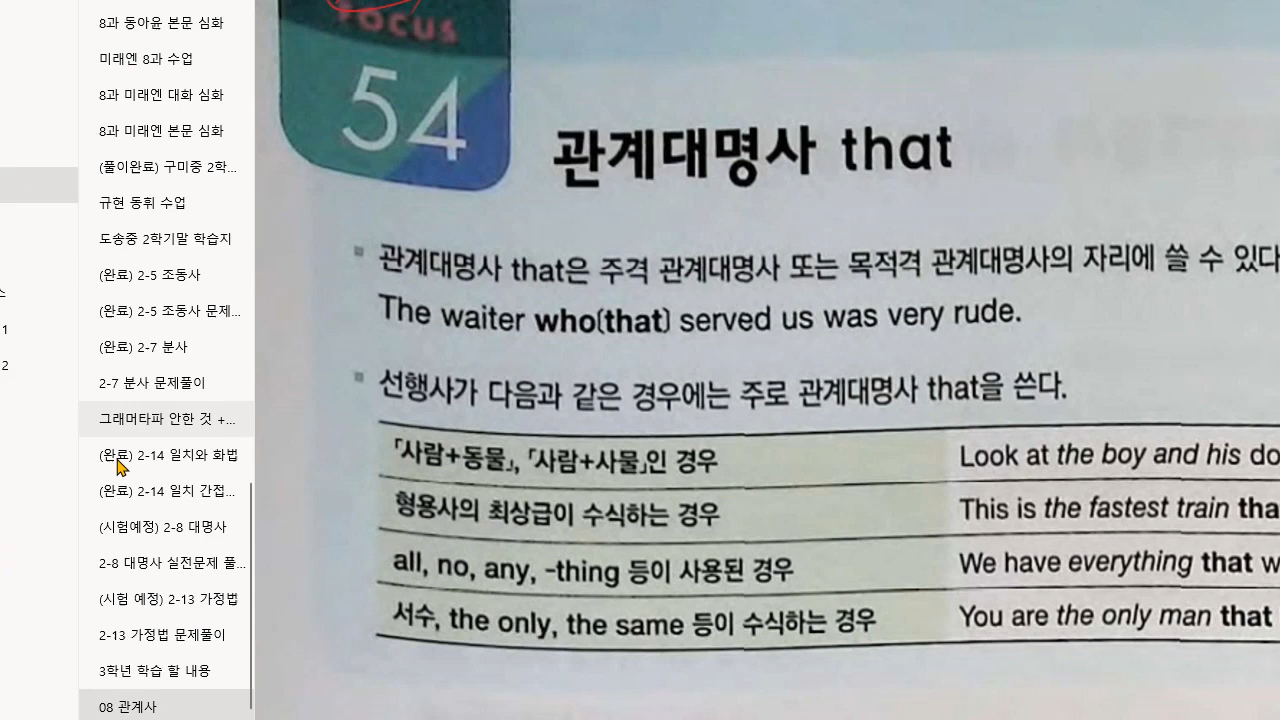 8과 동아윤 본문 심화
미래엔 8과 수업
8과 미래엔 대화 심화
8과 미래엔 본문 심화
(풀이완료) 구미중 2학...
규현 동휘 수업
도송중 2학기말 학습지
(완료) 2-5 조동사
(완료) 2-5 조동사 문제...
(완료) 2-7 분사
2-7 분사 문제풀이
그래머타파 안한 것 +...
(완료) 2-14 일치와 화법
(완료) 2-14 일치 간접...
(시험예정) 2-8 대명사
2-8 대명사 실전문제 풀...
(시험 예정) 2-13 가정법
2-13 가정법 문제풀이
3학년 학습 할 내용
08 관계사
스
1
2
FOCUS
54
관계대명사 that
관계대명사 that은 주격 관계대명사 또는 목적격 관계대명사의 자리에 쓸 수 있다
The waiter who(that) served us was very rude.
선행사가 다음과 같은 경우에는 주로 관계대명사 that을 쓴다.
「사람+동물」, 「사람+사물」인 경우 Look at the boy and his do
형용사의 최상급이 수식하는 경우 This is the fastest train tha
all, no, any, -thing 등이 사용된 경우 We have everything that w
서수, the only, the same 등이 수식하는 경우 You are the only man that